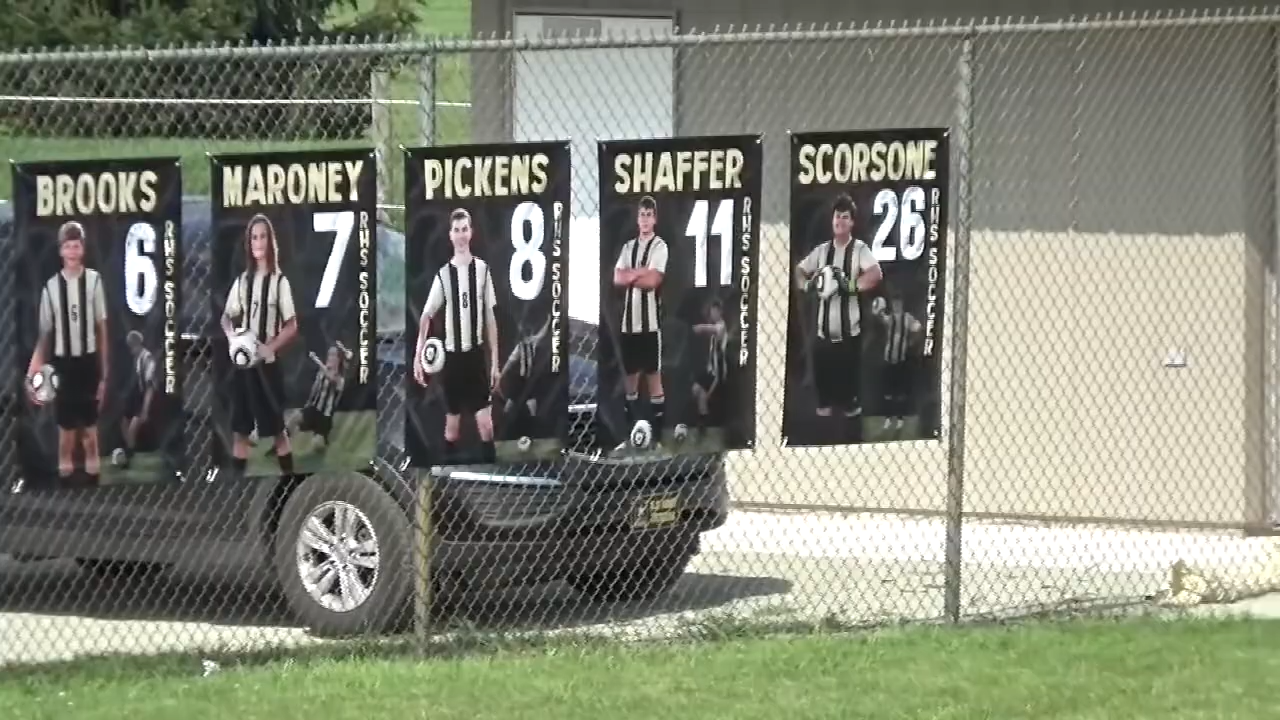 BROOKS
6
RHS SOCCER
MARONEY
7
RHS SOCCER
PICKENS
8
RHS SOCCER
SHAFFER
11
RHS SOCCER
SCORSONE
26
RHS SOCCER